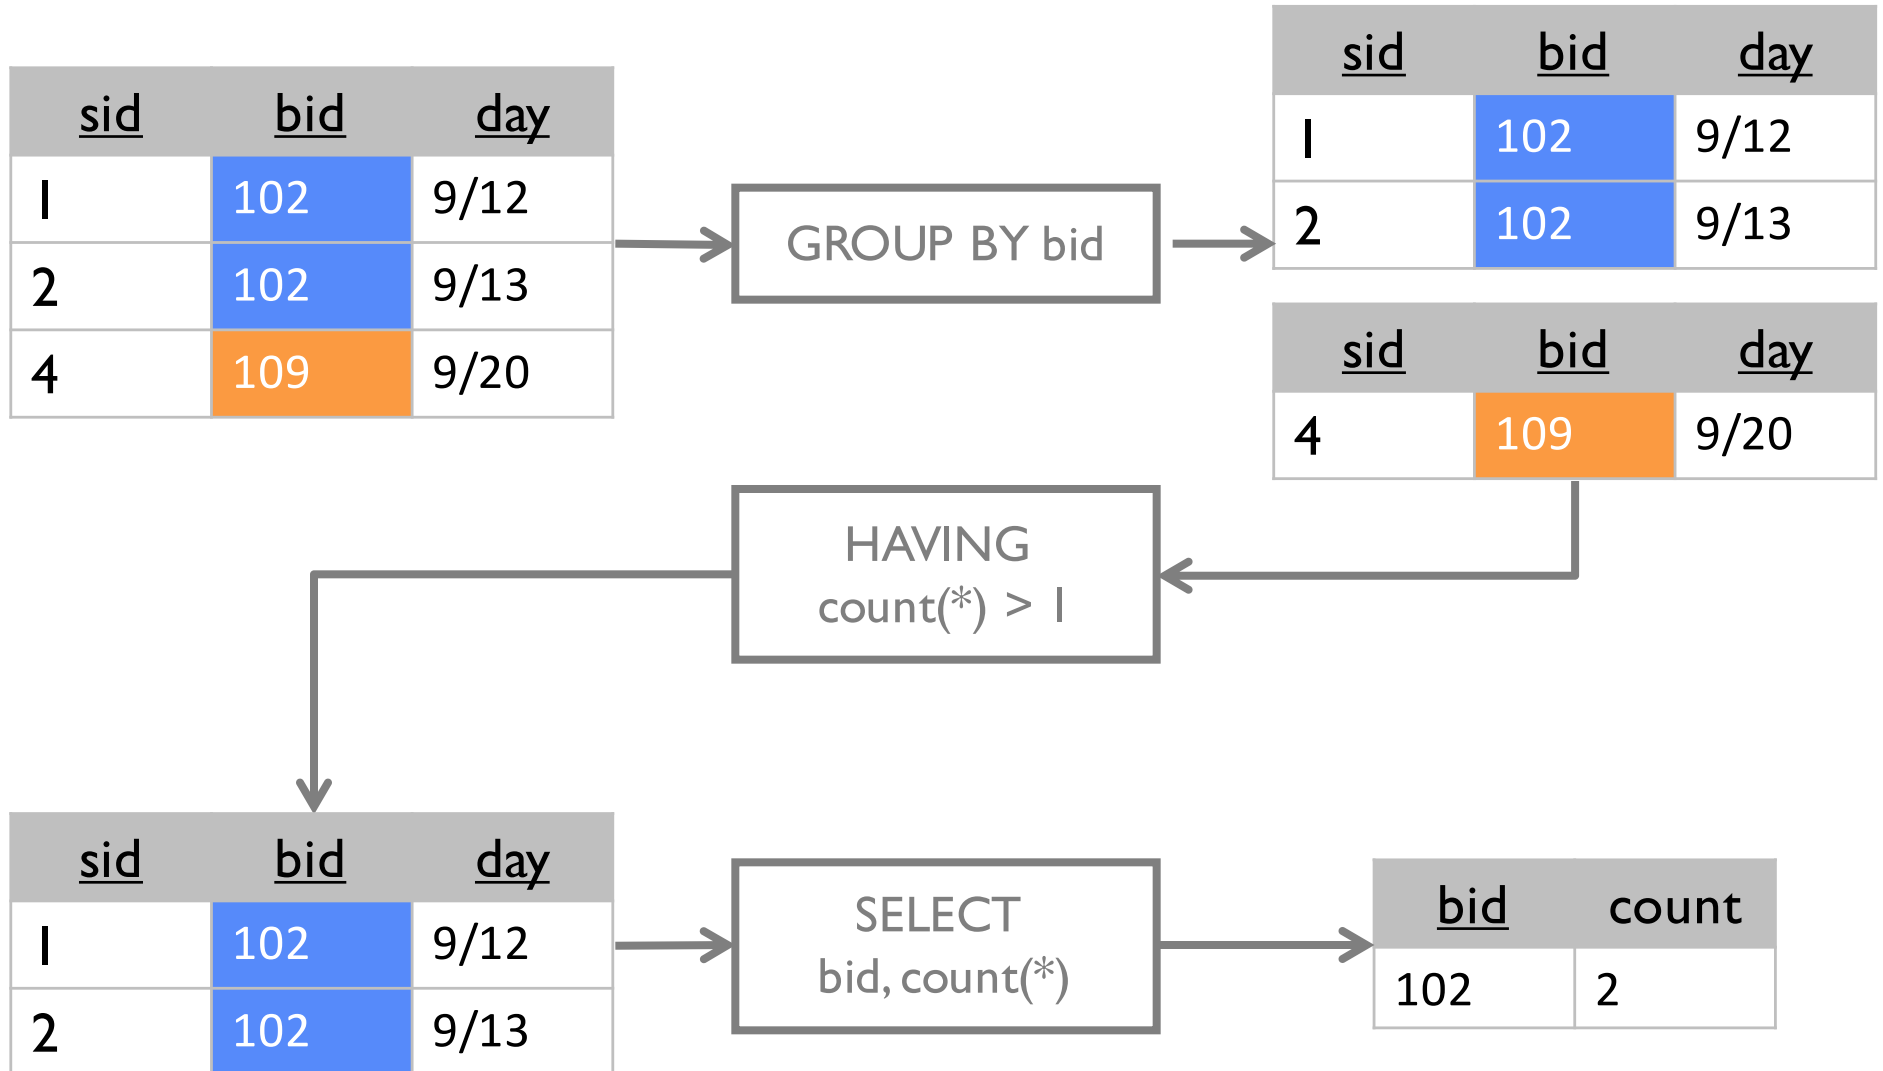 sid bid day
1 102 9/12
2 102 9/13
4 109 9/20
GROUP BY bid
sid bid day
1 102 9/12
2 102 9/13
sid bid day
4 109 9/20
HAVING
count(*) > 1
sid bid day
1 102 9/12
2 102 9/13
SELECT
bid, count(*)
bid count
102 2